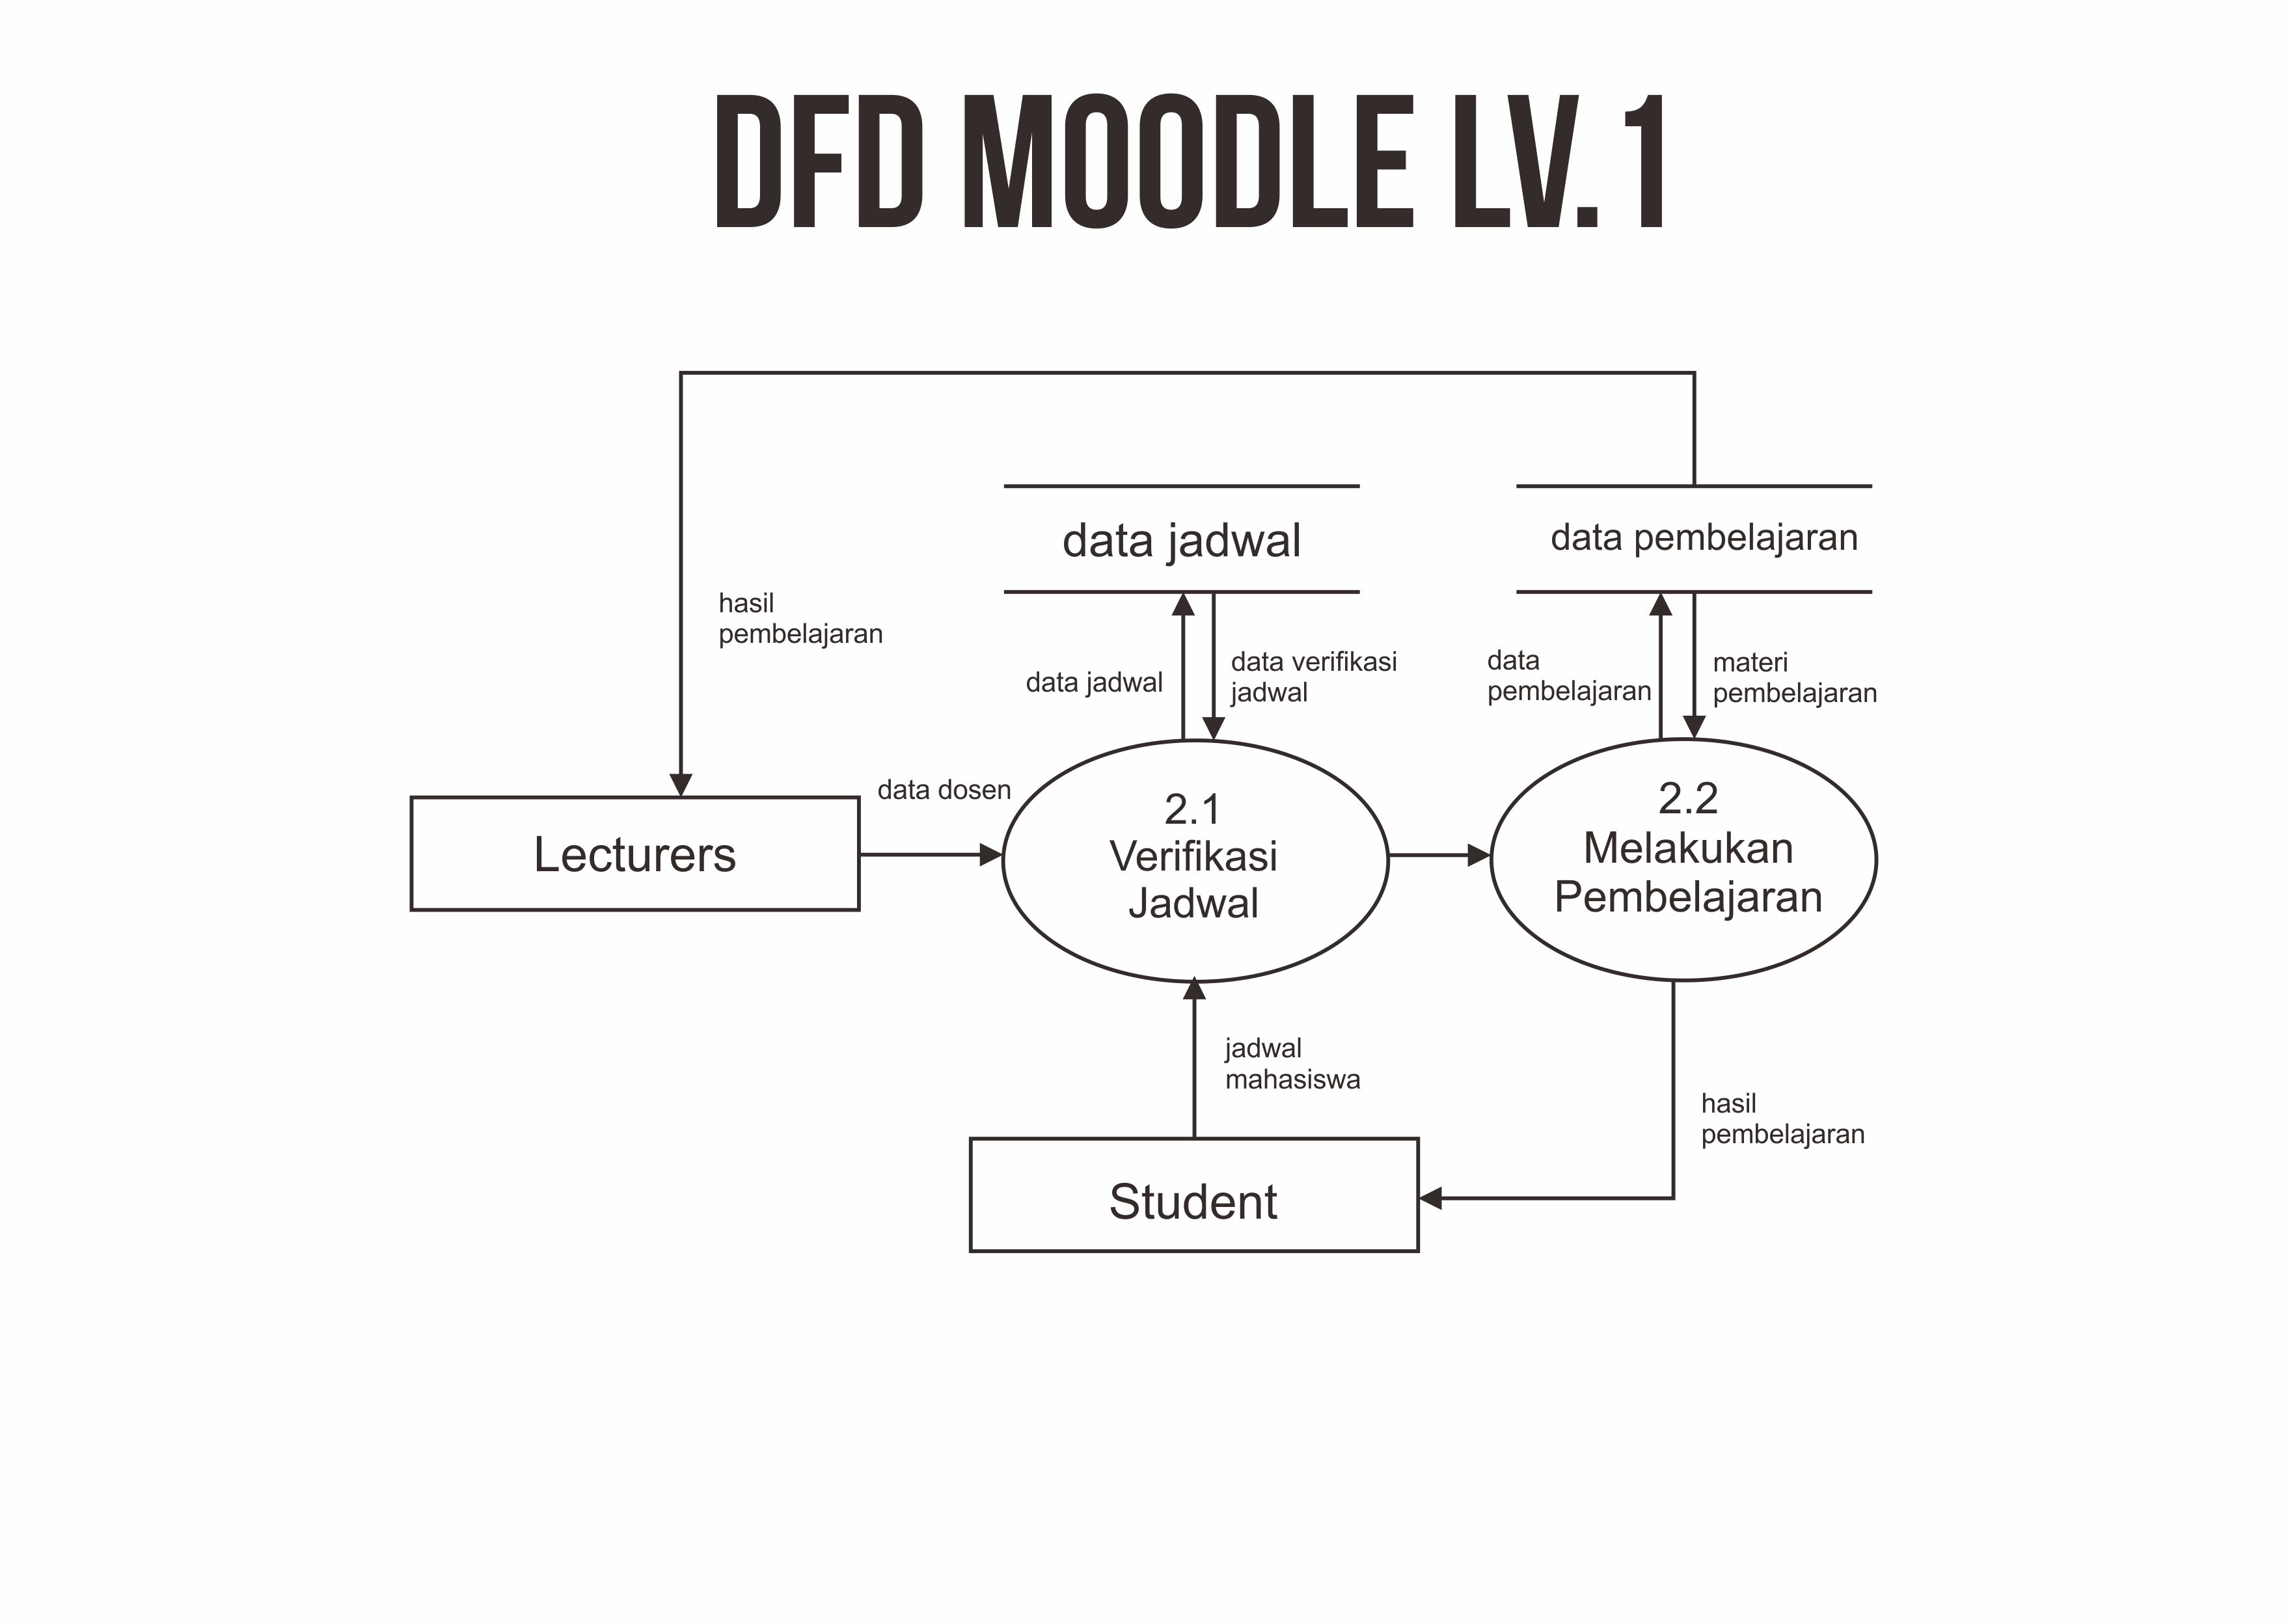 DFD MOODLE LV.1
data jadwal
data pembelajaran
hasil
pembelajaran
data jadwal
data verifikasi
jadwal
data
pembelajaran
materi
pembelajaran
Lecturers
data dosen
2.1
Verifikasi
Jadwal
2.2
Melakukan
Pembelajaran
jadwal
mahasiswa
hasil
pembelajaran
Student